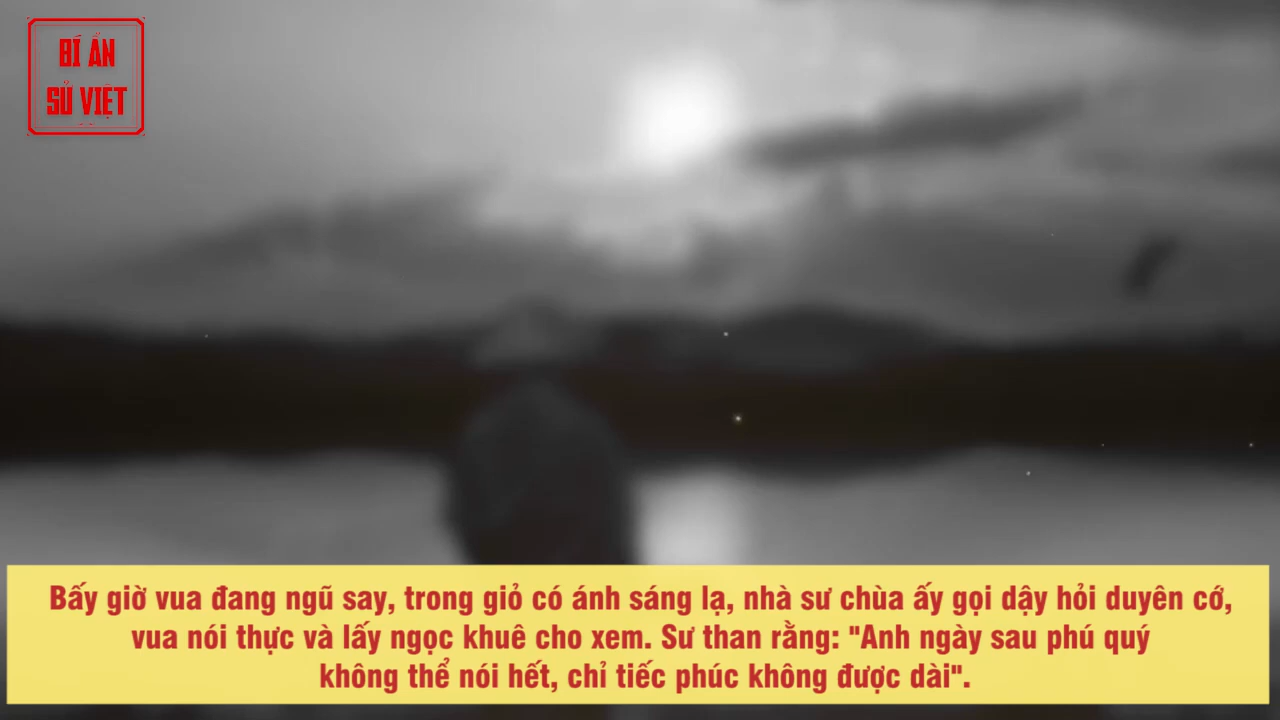 BÍ ẨN
SỬ VIỆT
Bấy giờ vua đang ngũ say, trong giỏ có ánh sáng lạ, nhà sư chùa ấy gọi dậy hỏi duyên cớ,
vua nói thực và lấy ngọc khuê cho xem. Sư than rằng: "Anh ngày sau phú quý
không thể nói hết, chỉ tiếc phúc không được dài".